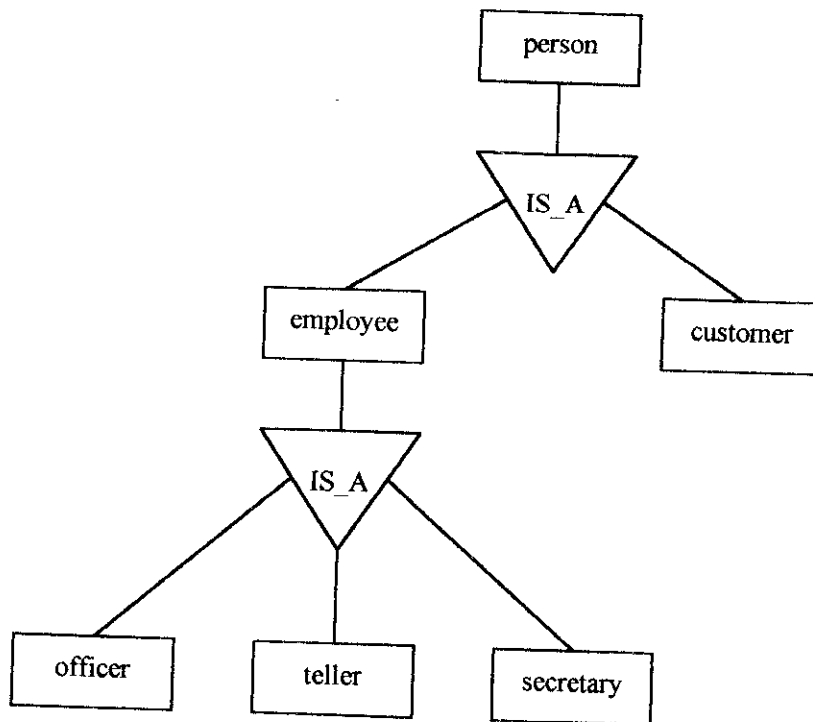 person
IS_A
employee
customer
IS_A
officer
teller
secretary